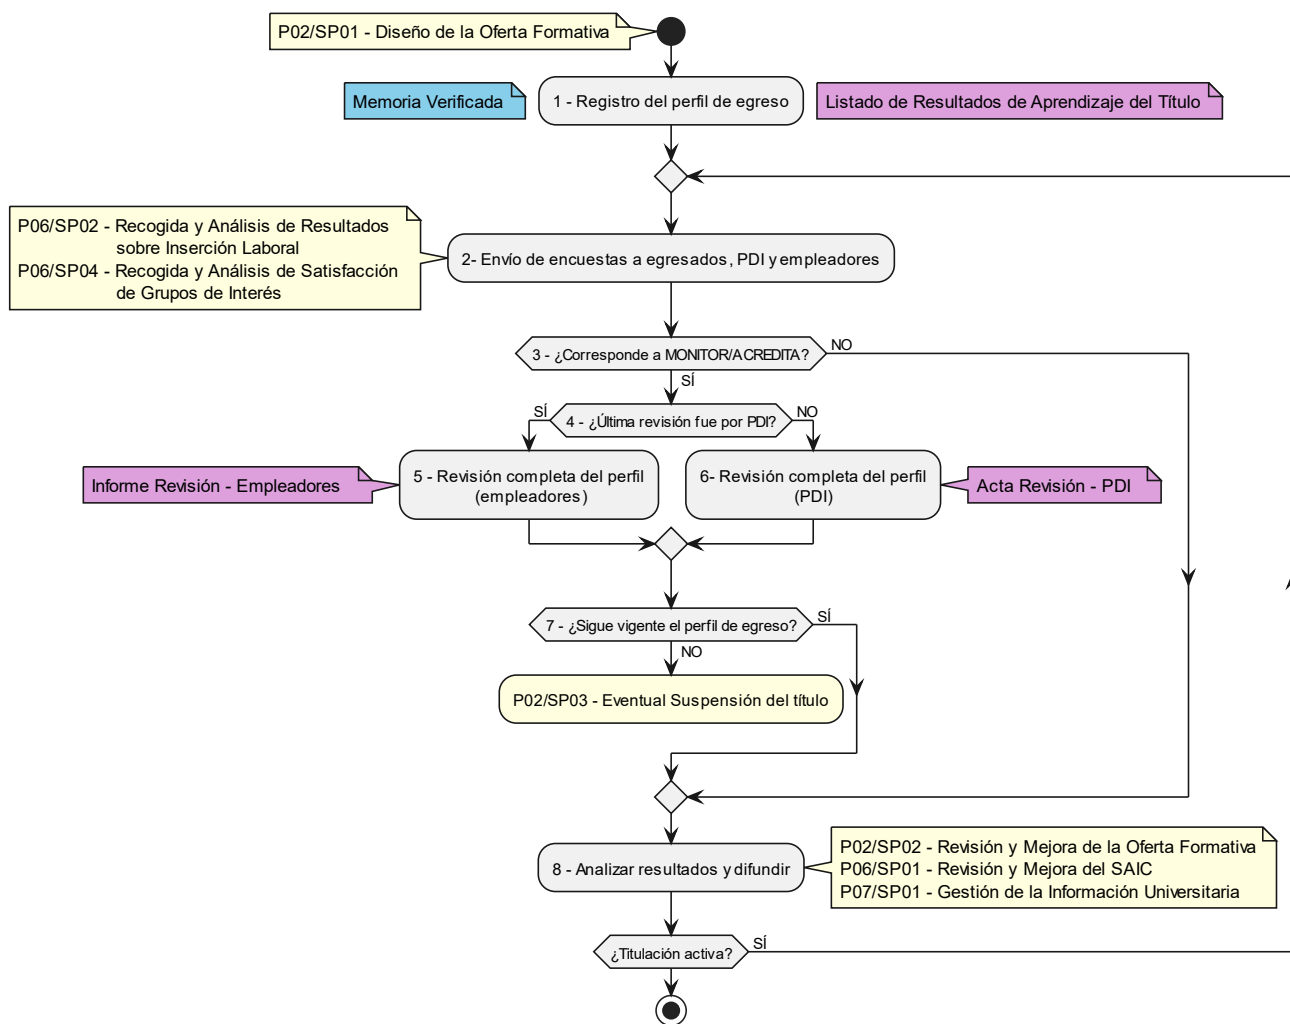 P02/SP01 - Diseño de la Oferta Formativa
Memoria Verificada
1 - Registro del perfil de egreso
Listado de Resultados de Aprendizaje del Título
P06/SP02 - Recogida y Análisis de Resultados
sobre Inserción Laboral
P06/SP04 - Recogida y Análisis de Satisfacción
de Grupos de Interés
2- Envío de encuestas a egresados, PDI y empleadores
3 - ¿Corresponde a MONITOR/ACREDITA?
NO
SÍ
SÍ
4 - ¿Última revisión fue por PDI?
NO
Informe Revisión - Empleadores
5 - Revisión completa del perfil
(empleadores)
6- Revisión completa del perfil
(PDI)
Acta Revisión - PDI
7 - ¿Sigue vigente el perfil de egreso?
SÍ
NO
P02/SP03 - Eventual Suspensión del título
8 - Analizar resultados y difundir
P02/SP02 - Revisión y Mejora de la Oferta Formativa
P06/SP01 - Revisión y Mejora del SAIC
P07/SP01 - Gestión de la Información Universitaria
¿Titulación activa?
SÍ